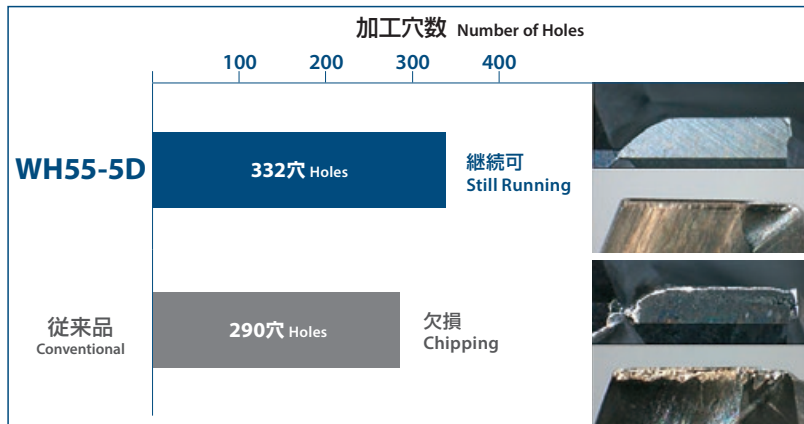 加工穴数 Number of Holes
100 200 300 400
WH55-5D
332穴 Holes
継続可
Still Running
従来品
Conventional
290穴 Holes
欠損
Chipping